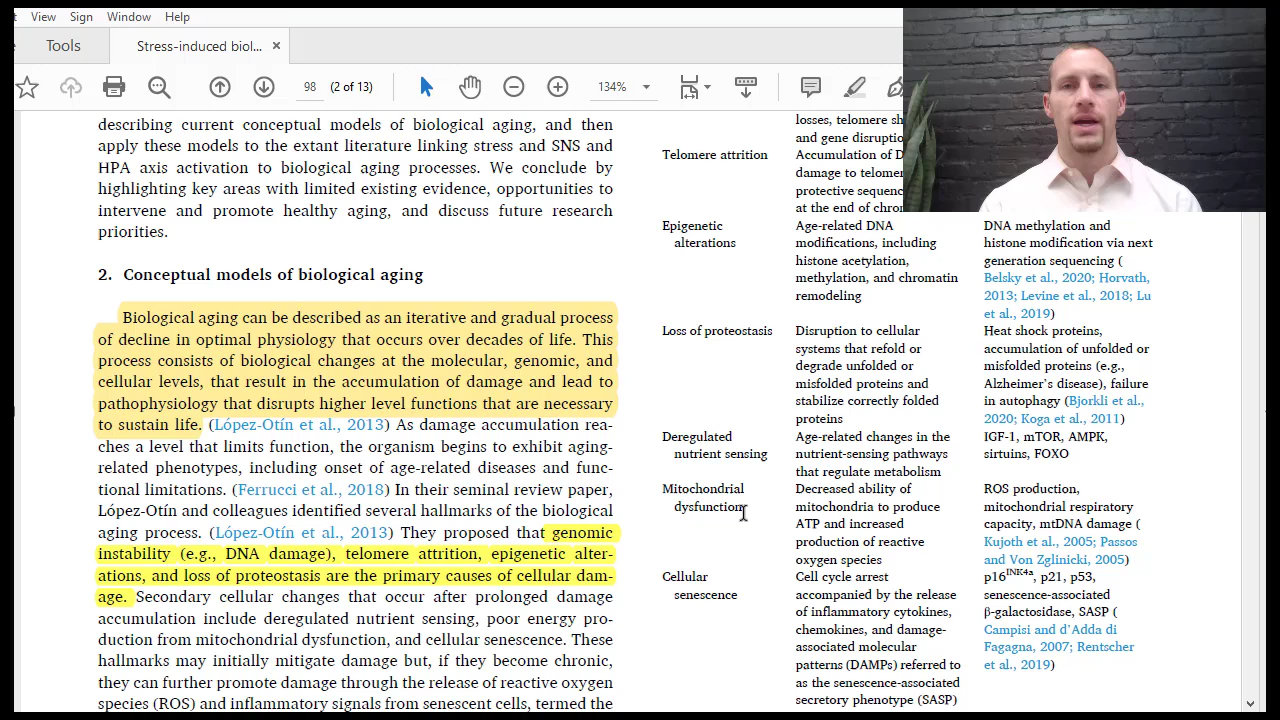 View Sign Window Help
Tools Stress-induced biol... ×
98 (2 of 13) 134%
describing current conceptual models of biological aging, and then
apply these models to the extant literature linking stress and SNS and
HPA axis activation to biological aging processes. We conclude by
highlighting key areas with limited existing evidence, opportunities to
intervene and promote healthy aging, and discuss future research
priorities.
2. Conceptual models of biological aging
Biological aging can be described as an iterative and gradual process
of decline in optimal physiology that occurs over decades of life. This
process consists of biological changes at the molecular, genomic, and
cellular levels, that result in the accumulation of damage and lead to
pathophysiology that disrupts higher level functions that are necessary
to sustain life. (López-Otín et al., 2013) As damage accumulation rea-
ches a level that limits function, the organism begins to exhibit aging-
related phenotypes, including onset of age-related diseases and func-
tional limitations. (Ferrucci et al., 2018) In their seminal review paper,
López-Otín and colleagues identified several hallmarks of the biological
aging process. (López-Otín et al., 2013) They proposed that genomic
instability (e.g., DNA damage), telomere attrition, epigenetic alter-
ations, and loss of proteostasis are the primary causes of cellular dam-
age. Secondary cellular changes that occur after prolonged damage
accumulation include deregulated nutrient sensing, poor energy pro-
duction from mitochondrial dysfunction, and cellular senescence. These
hallmarks may initially mitigate damage but, if they become chronic,
they can further promote damage through the release of reactive oxygen
species (ROS) and inflammatory signals from senescent cells, termed the
losses, telomere sh
and gene disruptio
Telomere attrition
Accumulation of D
damage to telomer
protective sequenc
at the end of chrom
Epigenetic
alterations
Age-related DNA
modifications, including
histone acetylation,
methylation, and chromatin
remodeling
DNA methylation and
histone modification via next
generation sequencing (
Belsky et al., 2020; Horvath,
2013; Levine et al., 2018; Lu
et al., 2019)
Loss of proteostasis
Disruption to cellular
systems that refold or
degrade unfolded or
misfolded proteins and
stabilize correctly folded
proteins
Heat shock proteins,
accumulation of unfolded or
misfolded proteins (e.g.,
Alzheimer's disease), failure
in autophagy (Bjorkli et al.,
2020; Koga et al., 2011)
Deregulated
nutrient sensing
Age-related changes in the
nutrient-sensing pathways
that regulate metabolism
IGF-1, mTOR, AMPK,
sirtuins, FOXO
Mitochondrial
dysfunction
Decreased ability of
mitochondria to produce
ATP and increased
production of reactive
oxygen species
ROS production,
mitochondrial respiratory
capacity, mtDNA damage (
Kujoth et al., 2005; Passos
and Von Zglinicki, 2005)
Cellular
senescence
Cell cycle arrest
accompanied by the release
of inflammatory cytokines,
chemokines, and damage-
associated molecular
patterns (DAMPs) referred to
as the senescence-associated
secretory phenotype (SASP)
p16INK4a, p21, p53,
senescence-associated
β-galactosidase, SASP (
Campisi and d'Adda di
Fagagna, 2007; Rentscher
et al., 2019)